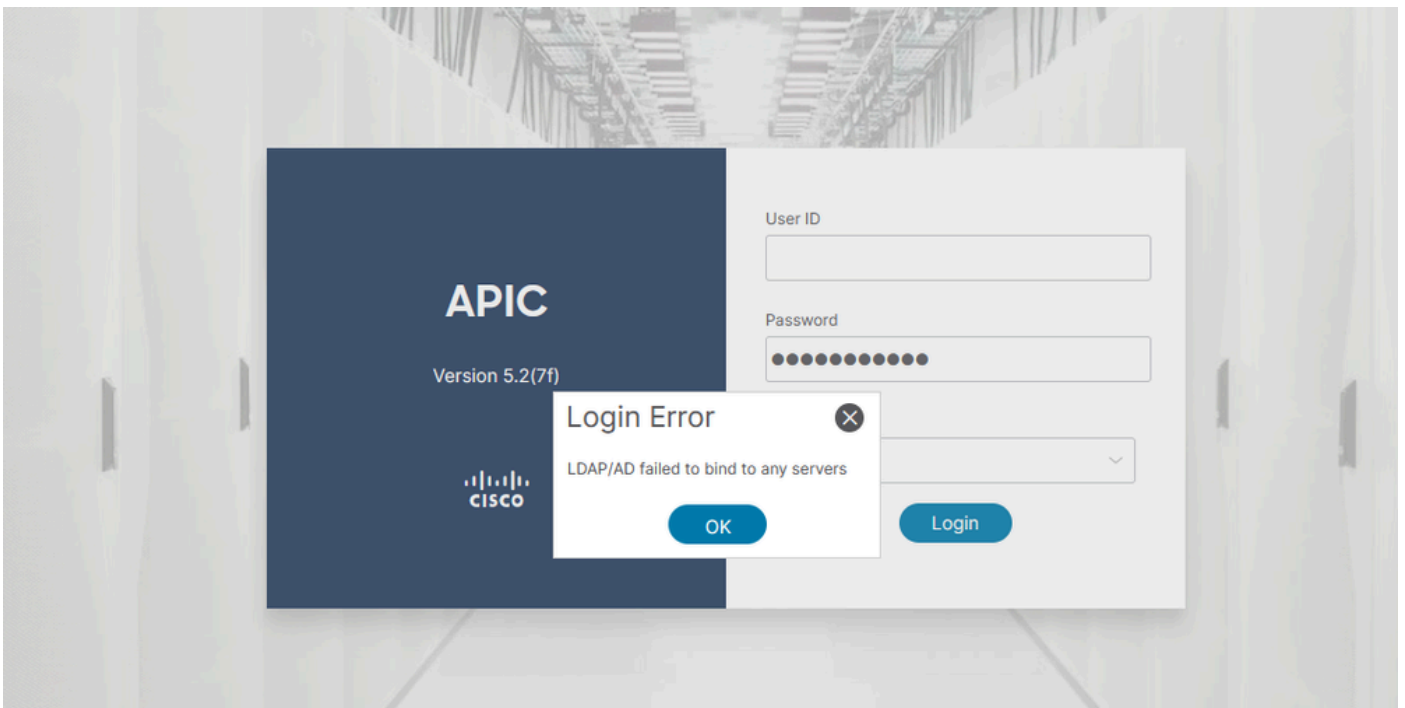 APIC
Version 5.2(7f)
CISCO
User ID
Password
Login Error
LDAP/AD failed to bind to any servers
OK
Login